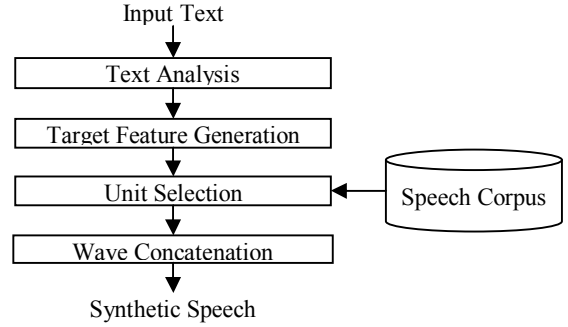 Input Text
Text Analysis
Target Feature Generation
Unit Selection
Speech Corpus
Wave Concatenation
Synthetic Speech